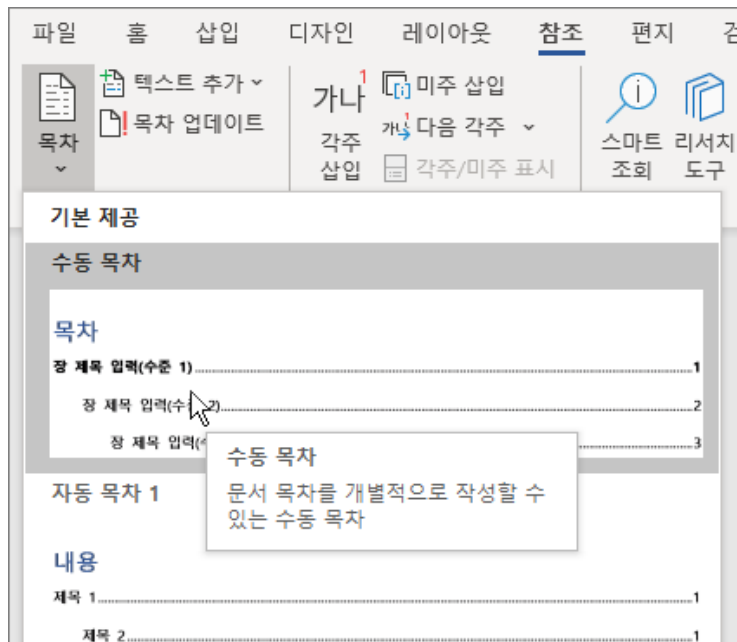 파일 홈 삽입 디자인 레이아웃 참조 편지
목차
텍스트 추가
목차 업데이트
가나1
각주
삽입
미주 삽입
가나 다음 각주
각주/미주 표시
스마트
조회
리서치
도구
기본 제공
수동 목차
목차
장 제목 입력(수준 1)........1
장 제목 입력(수 2)........2
장 제목 입력(........3
수동 목차
문서 목차를 개별적으로 작성할 수
있는 수동 목차
자동 목차 1
내용
제목 1........1
제목 2........1